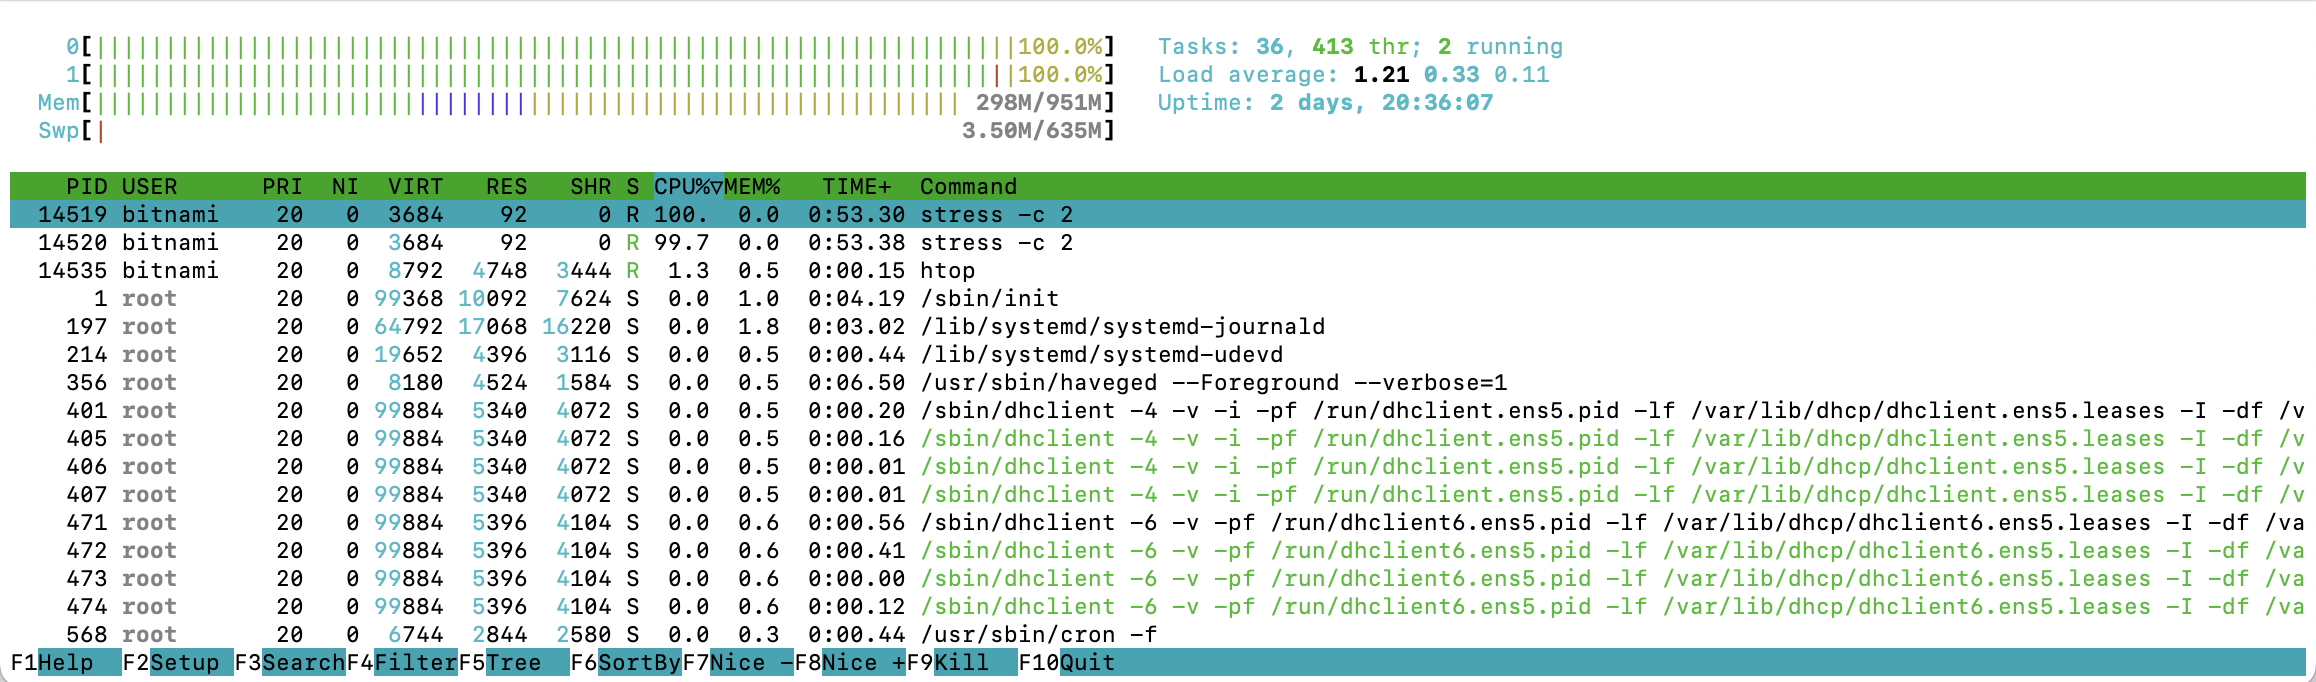 0[||||||||||||||||||||||||||||||||||||||||||||||||||||||||||||||||||100.0%] Tasks: 36, 413 thr; 2 running
1[||||||||||||||||||||||||||||||||||||||||||||||||||||||||||||||||||100.0%] Load average: 1.21 0.33 0.11
Mem[|||||||||||||||||||||||||||||||||||||||||||||||||||||||||||||| 298M/951M] Uptime: 2 days, 20:36:07
Swp[| 3.50M/635M]
PID USER PRI NI VIRT RES SHR S CPU%▽MEM% TIME+ Command
14519 bitnami 20 0 3684 92 0 R 100. 0.0 0:53.30 stress -c 2
14520 bitnami 20 0 3684 92 0 R 99.7 0.0 0:53.38 stress -c 2
14535 bitnami 20 0 8792 4748 3444 R 1.3 0.5 0:00.15 htop
1 root 20 0 99368 10092 7624 S 0.0 1.0 0:04.19 /sbin/init
197 root 20 0 64792 17068 16220 S 0.0 1.8 0:03.02 /lib/systemd/systemd-journald
214 root 20 0 19652 4396 3116 S 0.0 0.5 0:00.44 /lib/systemd/systemd-udevd
356 root 20 0 8180 4524 1584 S 0.0 0.5 0:06.50 /usr/sbin/haveged --Foreground --verbose=1
401 root 20 0 99884 5340 4072 S 0.0 0.5 0:00.20 /sbin/dhclient -4 -v -i -pf /run/dhclient.ens5.pid -lf /var/lib/dhcp/dhclient.ens5.leases -I -df /v
405 root 20 0 99884 5340 4072 S 0.0 0.5 0:00.16 /sbin/dhclient -4 -v -i -pf /run/dhclient.ens5.pid -lf /var/lib/dhcp/dhclient.ens5.leases -I -df /v
406 root 20 0 99884 5340 4072 S 0.0 0.5 0:00.01 /sbin/dhclient -4 -v -i -pf /run/dhclient.ens5.pid -lf /var/lib/dhcp/dhclient.ens5.leases -I -df /v
407 root 20 0 99884 5340 4072 S 0.0 0.5 0:00.01 /sbin/dhclient -4 -v -i -pf /run/dhclient.ens5.pid -lf /var/lib/dhcp/dhclient.ens5.leases -I -df /v
471 root 20 0 99884 5396 4104 S 0.0 0.6 0:00.56 /sbin/dhclient -6 -v -pf /run/dhclient6.ens5.pid -lf /var/lib/dhcp/dhclient6.ens5.leases -I -df /va
472 root 20 0 99884 5396 4104 S 0.0 0.6 0:00.41 /sbin/dhclient -6 -v -pf /run/dhclient6.ens5.pid -lf /var/lib/dhcp/dhclient6.ens5.leases -I -df /va
473 root 20 0 99884 5396 4104 S 0.0 0.6 0:00.00 /sbin/dhclient -6 -v -pf /run/dhclient6.ens5.pid -lf /var/lib/dhcp/dhclient6.ens5.leases -I -df /va
474 root 20 0 99884 5396 4104 S 0.0 0.6 0:00.12 /sbin/dhclient -6 -v -pf /run/dhclient6.ens5.pid -lf /var/lib/dhcp/dhclient6.ens5.leases -I -df /va
568 root 20 0 6744 2844 2580 S 0.0 0.3 0:00.44 /usr/sbin/cron -f
F1Help F2Setup F3SearchF4FilterF5Tree F6SortByF7Nice -F8Nice +F9Kill F10Quit